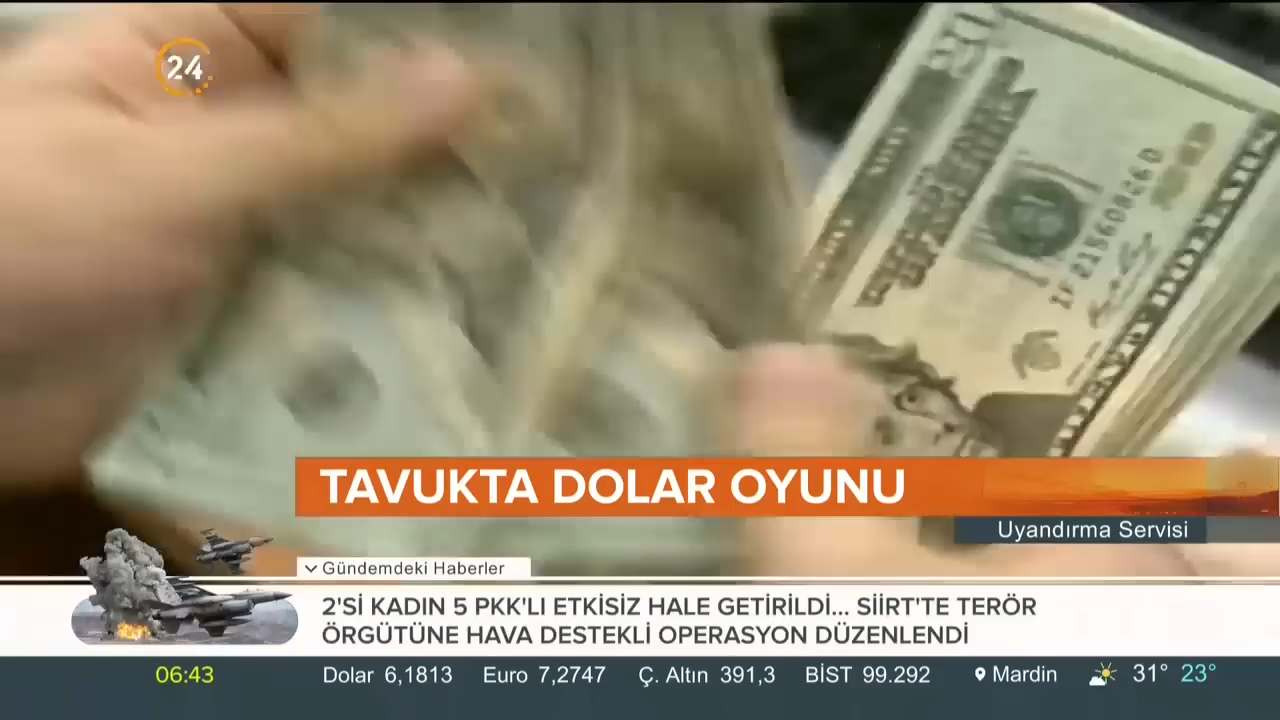 24
TAVUKTA DOLAR OYUNU
Uyandırma Servisi
Gündemdeki Haberler
2'Sİ KADIN 5 PKK'LI ETKİSİZ HALE GETİRİLDİ... SİİRT'TE TERÖR
ÖRGÜTÜNE HAVA DESTEKLİ OPERASYON DÜZENLENDİ
06:43 Dolar 6,1813 Euro 7,2747 Ç. Altın 391,3 BİST 99.292 Mardin 31° 23°